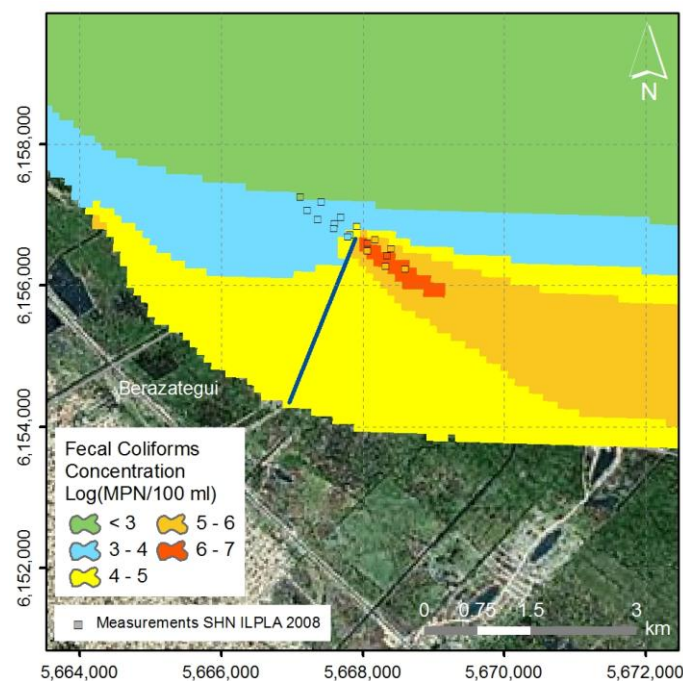 N
6,158,000
6,156,000
6,154,000
6,152,000
Berazategui
Fecal Coliforms
Concentration
Log(MPN/100 ml)
< 3
5 - 6
3 - 4
6 - 7
4 - 5
Measurements SHN ILPLA 2008
0 0.75 1.5 3
km
5,664,000 5,666,000 5,668,000 5,670,000 5,672,000